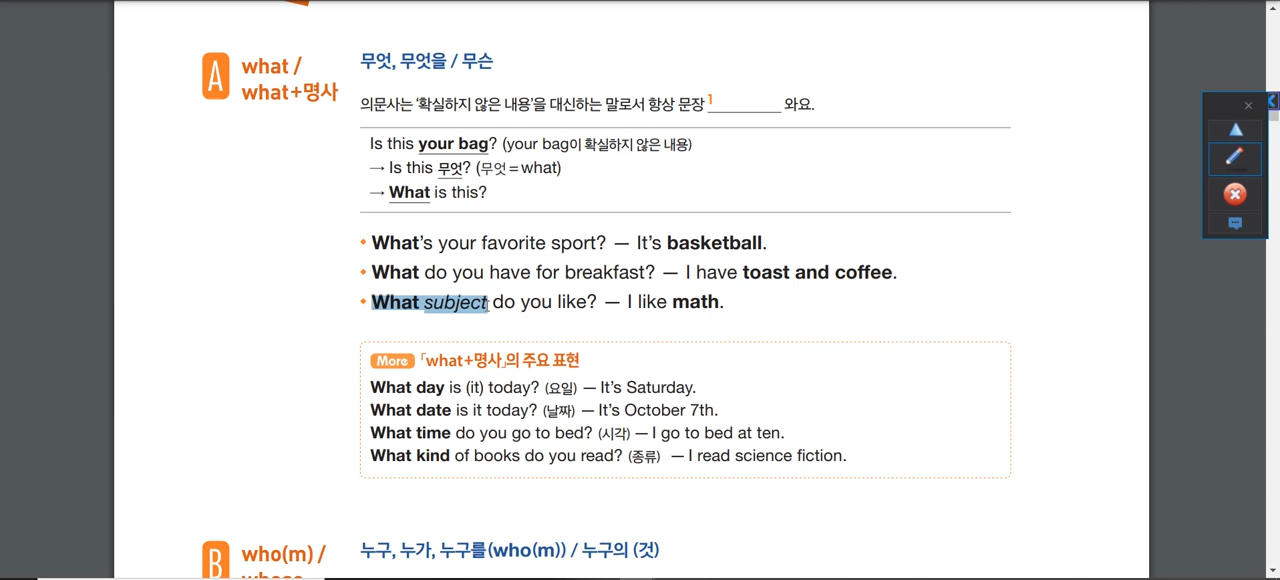 A
what /
what+명사
무엇, 무엇을 / 무슨
의문사는 '확실하지 않은 내용'을 대신하는 말로서 항상 문장 1__________ 와요.
Is this your bag? (your bag이 확실하지 않은 내용)
→ Is this 무엇? (무엇=what)
→ What is this?
• What's your favorite sport? — It's basketball.
• What do you have for breakfast? — I have toast and coffee.
• What subject do you like? — I like math.
More 「what+명사」의 주요 표현
What day is (it) today? (요일) — It's Saturday.
What date is it today? (날짜) — It's October 7th.
What time do you go to bed? (시각) — I go to bed at ten.
What kind of books do you read? (종류) — I read science fiction.
B
who(m) /
누구, 누가, 누구를(who(m)) / 누구의 (것)